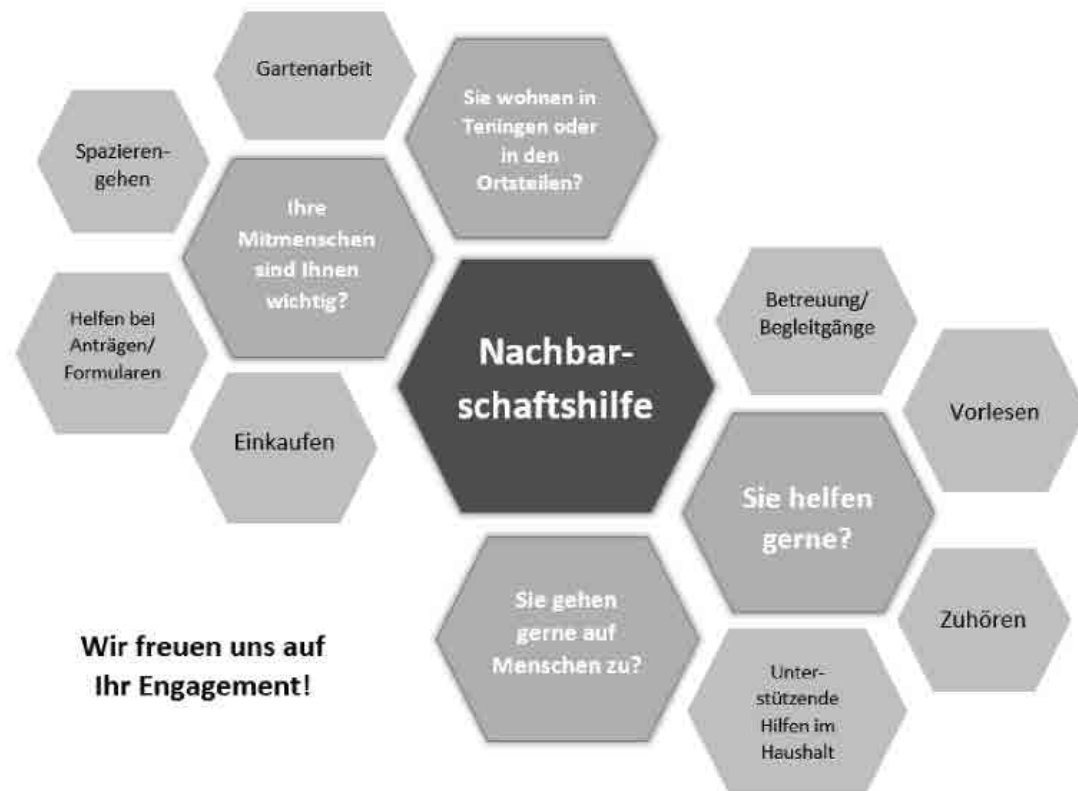 Gartenarbeit
Sie wohnen in
Teningen oder
in den
Ortsteilen?
Spazieren-
gehen
Ihre
Mitmenschen
sind Ihnen
wichtig?
Helfen bei
Anträgen/
Formularen
Einkaufen
Nachbar-
schaftshilfe
Betreuung/
Begleitgänge
Vorlesen
Sie helfen
gerne?
Zuhören
Sie gehen
gerne auf
Menschen zu?
Unter-
stützende
Hilfen im
Haushalt
Wir freuen uns auf
Ihr Engagement!